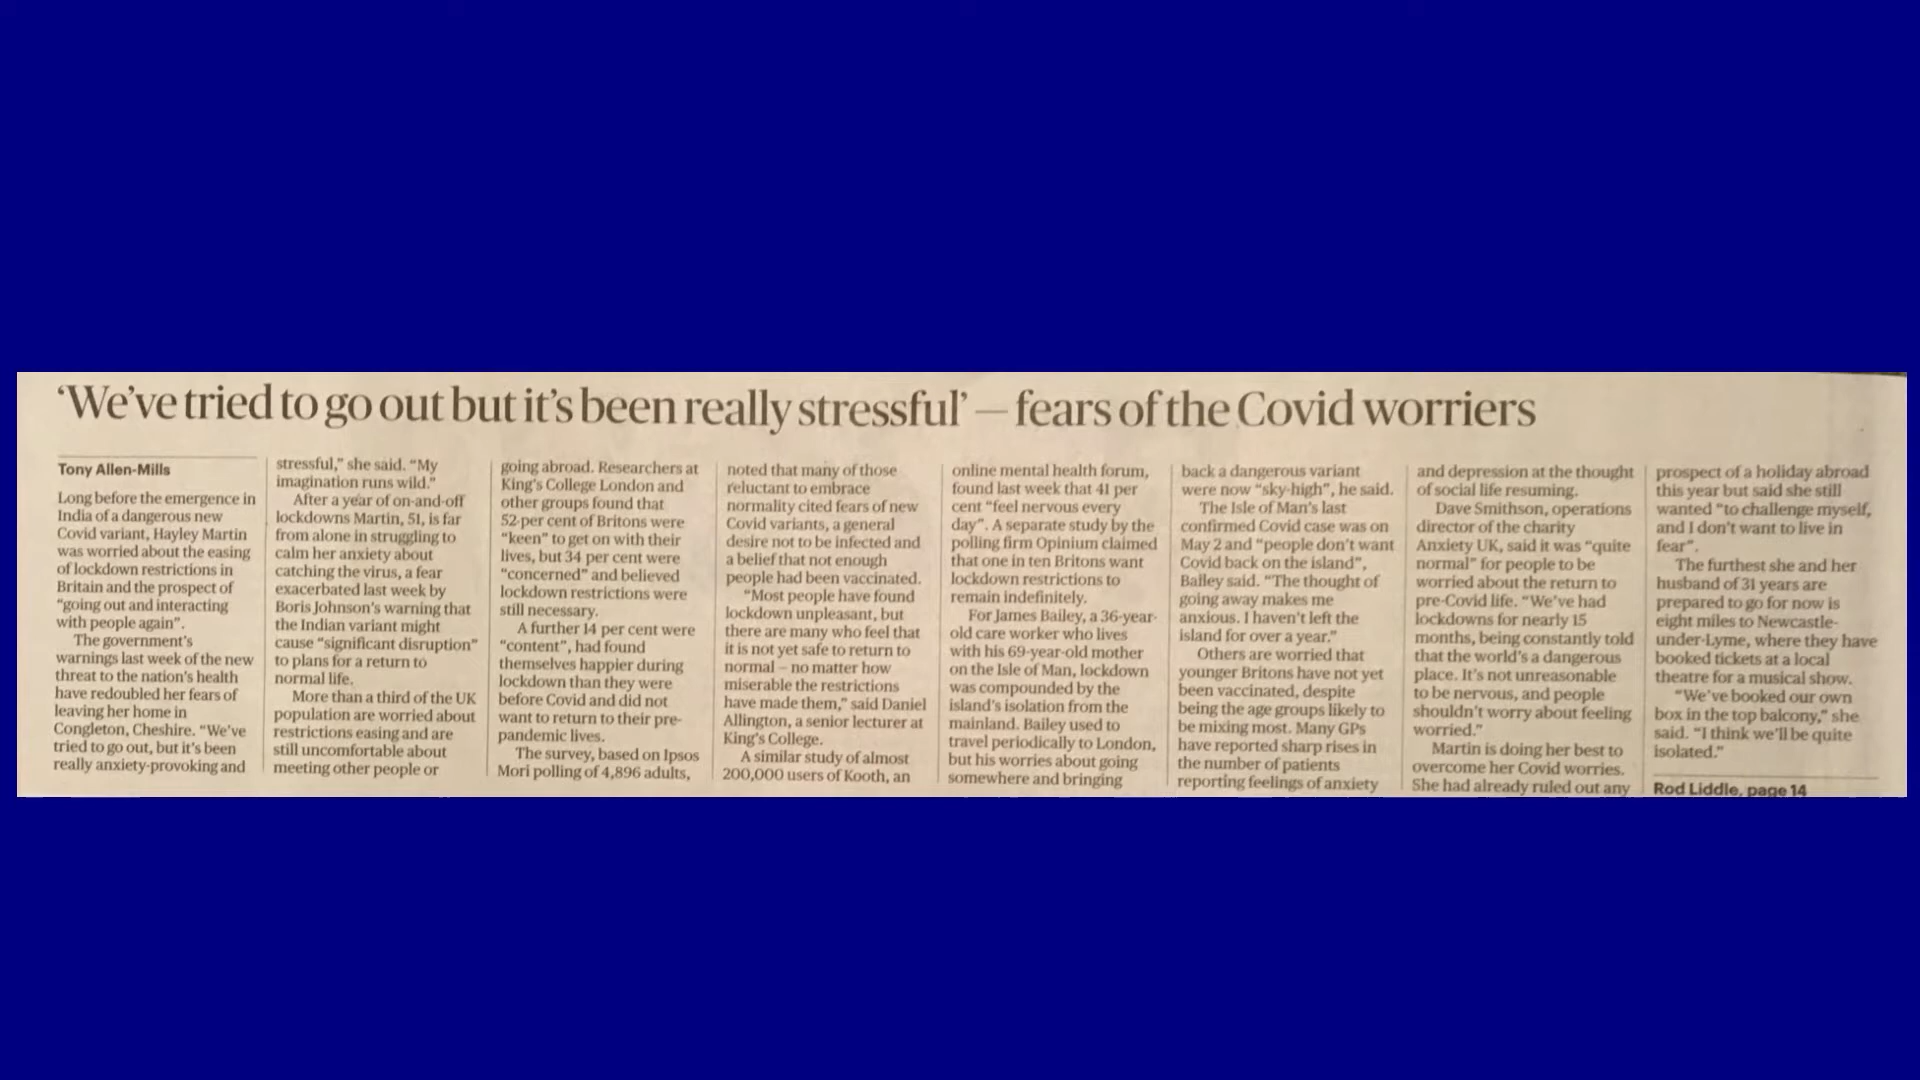 ‘We’ve tried to go out but it’s been really stressful’ – fears of the Covid worriers
Tony Allen-Mills
Long before the emergence in
India of a dangerous new
Covid variant, Hayley Martin
was worried about the easing
of lockdown restrictions in
Britain and the prospect of
“going out and interacting
with people again”.
The government’s
warnings last week of the new
threat to the nation’s health
have redoubled her fears of
leaving her home in
Congleton, Cheshire. “We’ve
tried to go out, but it’s been
really anxiety-provoking and
stressful,” she said. “My
imagination runs wild.”
After a year of on-and-off
lockdowns Martin, 51, is far
from alone in struggling to
calm her anxiety about
catching the virus, a fear
exacerbated last week by
Boris Johnson’s warning that
the Indian variant might
cause “significant disruption”
to plans for a return to
normal life.
More than a third of the UK
population are worried about
restrictions easing and are
still uncomfortable about
meeting other people or
going abroad. Researchers at
King’s College London and
other groups found that
52 per cent of Britons were
“keen” to get on with their
lives, but 34 per cent were
“concerned” and believed
lockdown restrictions were
still necessary.
A further 14 per cent were
“content”, had found
themselves happier during
lockdown than they were
before Covid and did not
want to return to their pre-
pandemic lives.
The survey, based on Ipsos
Mori polling of 4,896 adults,
noted that many of those
reluctant to embrace
normality cited fears of new
Covid variants, a general
desire not to be infected and
a belief that not enough
people had been vaccinated.
“Most people have found
lockdown unpleasant, but
there are many who feel that
it is not yet safe to return to
normal – no matter how
miserable the restrictions
have made them,” said Daniel
Allington, a senior lecturer at
King’s College.
A similar study of almost
200,000 users of Kooth, an
online mental health forum,
found last week that 41 per
cent “feel nervous every
day”. A separate study by the
polling firm Opinium claimed
that one in ten Britons want
lockdown restrictions to
remain indefinitely.
For James Bailey, a 36-year-
old care worker who lives
with his 69-year-old mother
on the Isle of Man, lockdown
was compounded by the
island’s isolation from the
mainland. Bailey used to
travel periodically to London,
but his worries about going
somewhere and bringing
back a dangerous variant
were now “sky-high”, he said.
The Isle of Man’s last
confirmed Covid case was on
May 2 and “people don’t want
Covid back on the island”,
Bailey said. “The thought of
going away makes me
anxious. I haven’t left the
island for over a year.”
Others are worried that
younger Britons have not yet
been vaccinated, despite
being the age groups likely to
be mixing most. Many GPs
have reported sharp rises in
the number of patients
reporting feelings of anxiety
and depression at the thought
of social life resuming.
Dave Smithson, operations
director of the charity
Anxiety UK, said it was “quite
normal” for people to be
worried about the return to
pre-Covid life. “We’ve had
lockdowns for nearly 15
months, being constantly told
that the world’s a dangerous
place. It’s not unreasonable
to be nervous, and people
shouldn’t worry about feeling
worried.”
Martin is doing her best to
overcome her Covid worries.
She had already ruled out any
prospect of a holiday abroad
this year but said she still
wanted “to challenge myself,
and I don’t want to live in
fear”.
The furthest she and her
husband of 31 years are
prepared to go for now is
eight miles to Newcastle-
under-Lyme, where they have
booked tickets at a local
theatre for a musical show.
“We’ve booked our own
box in the top balcony,” she
said. “I think we’ll be quite
isolated.”
Rod Liddle, page 14